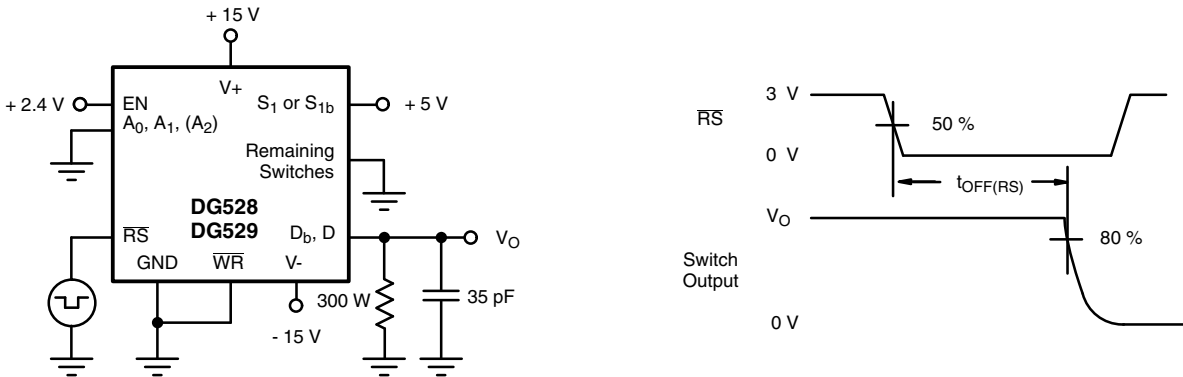 + 15 V
V+
+ 2.4 V
EN
S1 or S1b
+ 5 V
A0, A1, (A2)
Remaining
Switches
DG528
DG529
RS
Db, D
VO
GND
WR
V-
300 W
35 pF
- 15 V
3 V
RS
50 %
0 V
tOFF(RS)
VO
80 %
Switch
Output
0 V